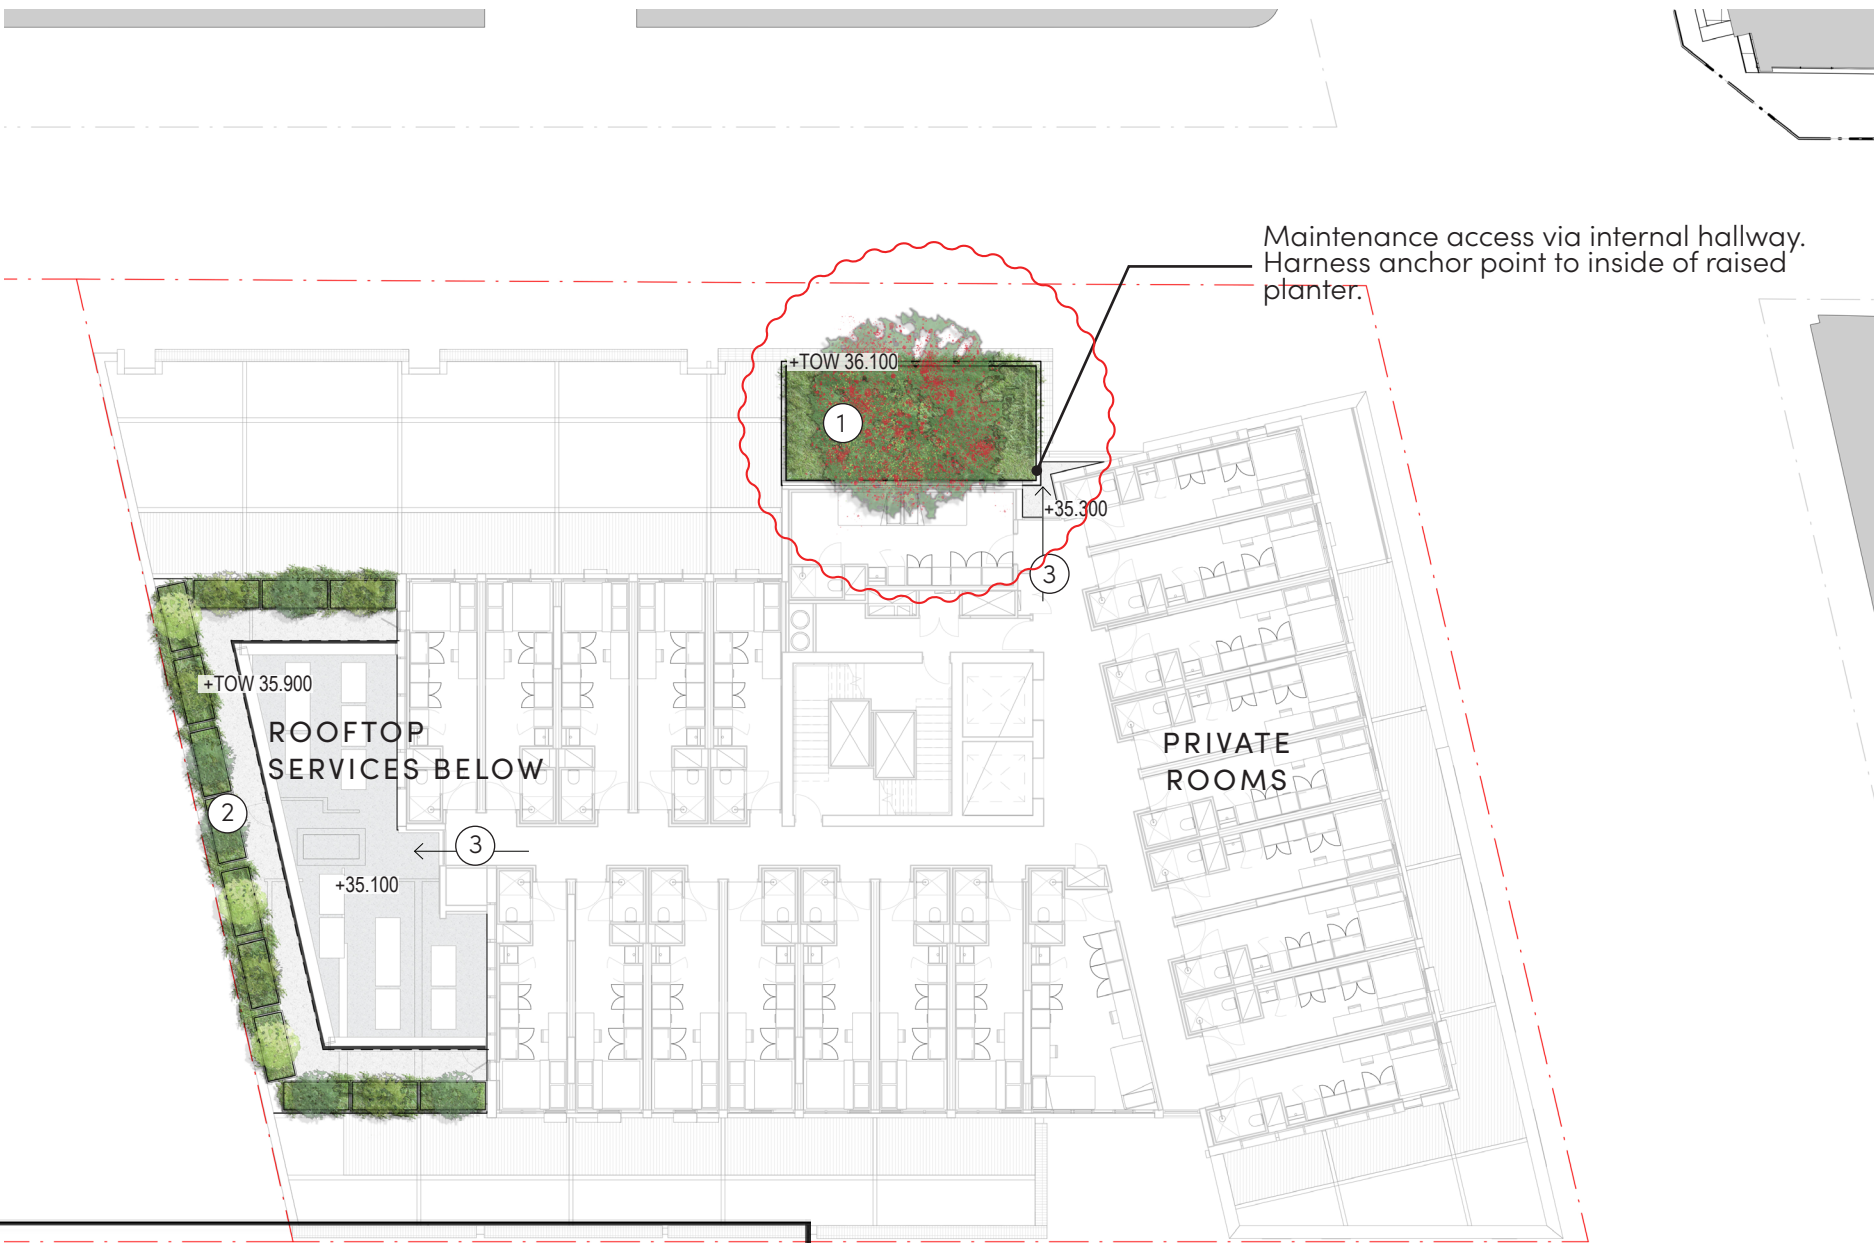 Maintenance access via internal hallway.
Harness anchor point to inside of raised
planter.
+TOW 36.100
1
+35.300
3
+TOW 35.900
ROOFTOP
SERVICES BELOW
PRIVATE
ROOMS
2
3
+35.100